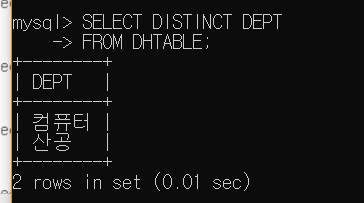 mysql> SELECT DISTINCT DEPT
    -> FROM DHTABLE;
+--------+
| DEPT   |
+--------+
| 컴퓨터 |
| 산공   |
+--------+
2 rows in set (0.01 sec)